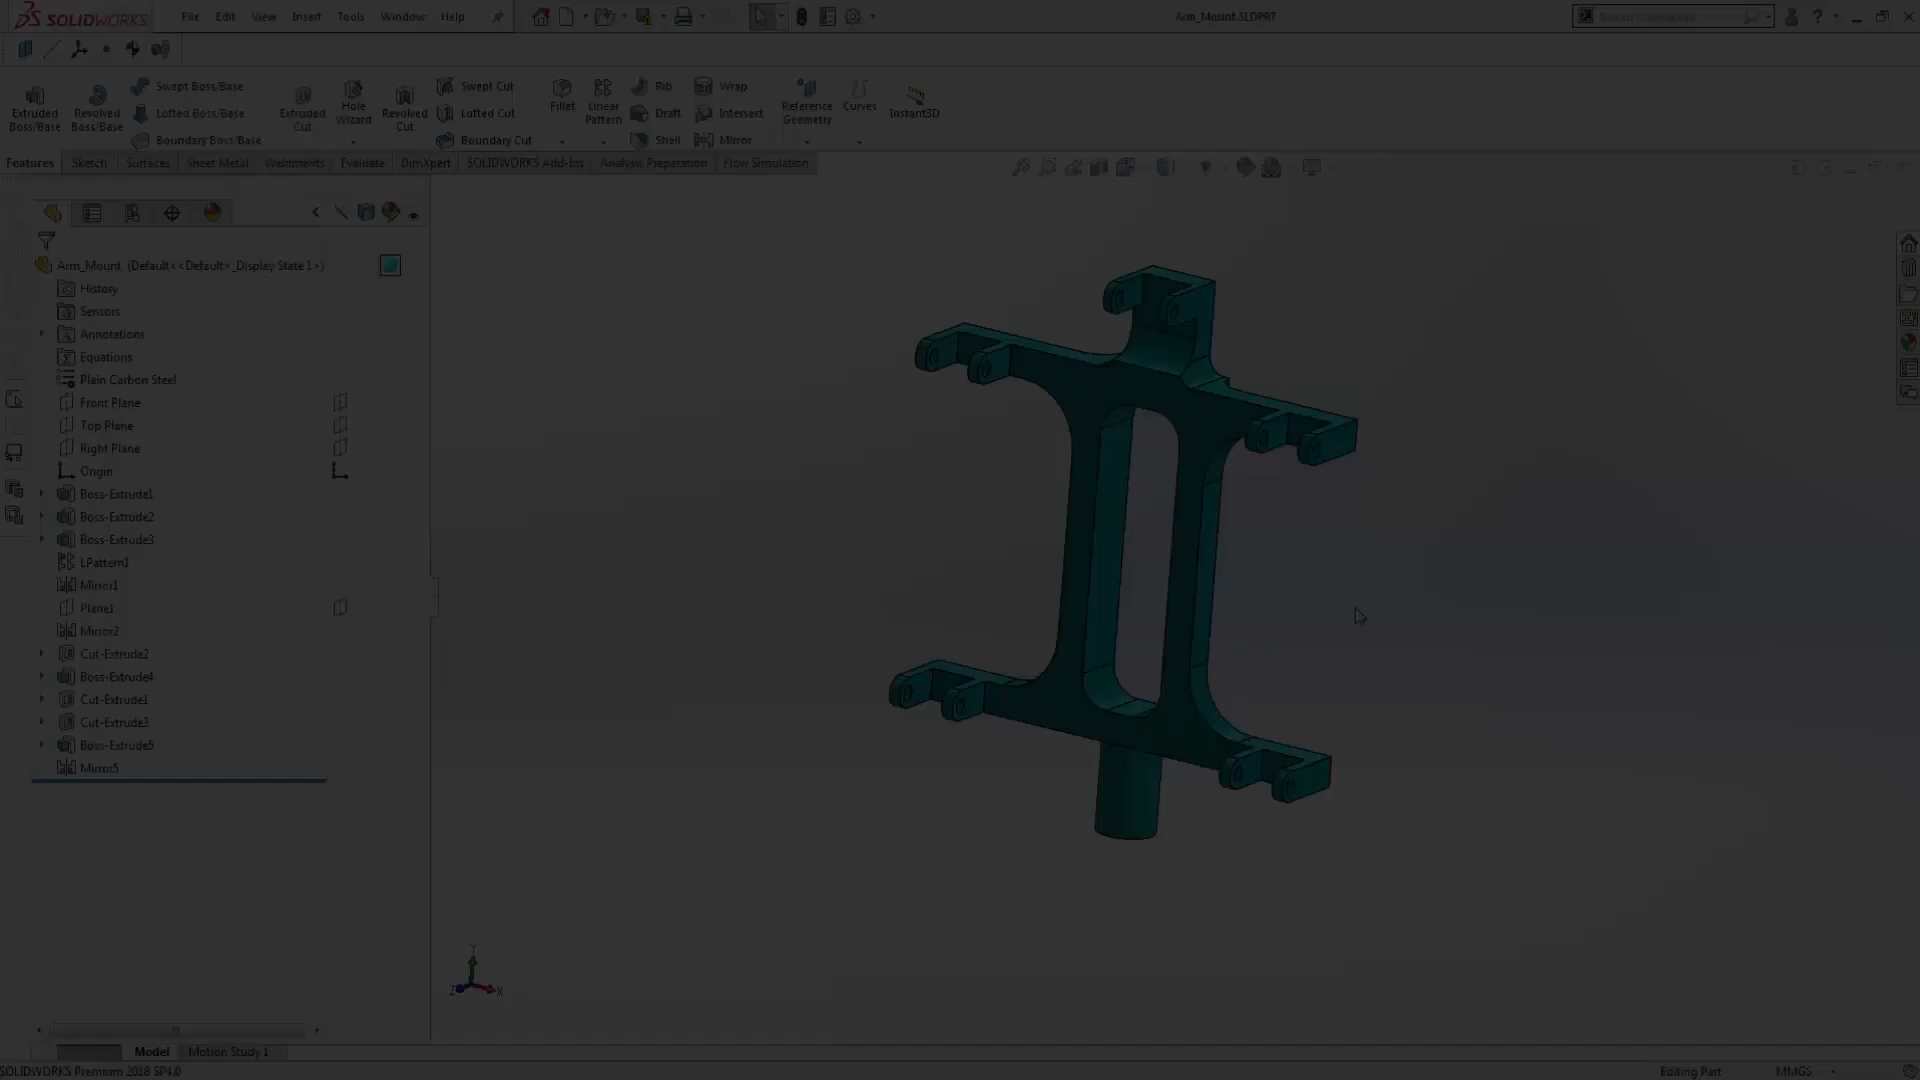 SOLIDWORKS File Edit View Insert Tools Window Help Arm_Mount.SLDPRT
Extruded Boss/Base
Revolved Boss/Base
Swept Boss/Base
Lofted Boss/Base
Boundary Boss/Base
Extruded Cut
Hole Wizard
Revolved Cut
Swept Cut
Lofted Cut
Boundary Cut
Fillet
Linear Pattern
Rib
Draft
Shell
Wrap
Intersect
Mirror
Reference Geometry
Curves
Instant3D
Features Sketch Surfaces Sheet Metal Weldments Evaluate DimXpert SOLIDWORKS Add-Ins Analysis Preparation Flow Simulation
Arm_Mount (Default<<Default>_Display State 1>)
History
Sensors
Annotations
Equations
Plain Carbon Steel
Front Plane
Top Plane
Right Plane
Origin
Boss-Extrude1
Boss-Extrude2
Boss-Extrude3
LPattern1
Mirror1
Plane1
Mirror2
Cut-Extrude2
Boss-Extrude4
Cut-Extrude1
Cut-Extrude3
Boss-Extrude5
Mirror5
Y
Z X
Model Motion Study 1
SOLIDWORKS Premium 2018 SP4.0 Editing Part MMGS